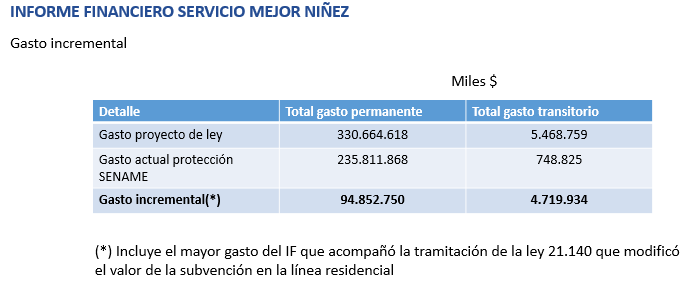 INFORME FINANCIERO SERVICIO MEJOR NIÑEZ
Gasto incremental
Miles $
Detalle Total gasto permanente Total gasto transitorio
Gasto proyecto de ley 330.664.618 5.468.759
Gasto actual protección 235.811.868 748.825
SENAME
Gasto incremental(*) 94.852.750 4.719.934
(*) Incluye el mayor gasto del IF que acompañó la tramitación de la ley 21.140 que modificó
el valor de la subvención en la línea residencial